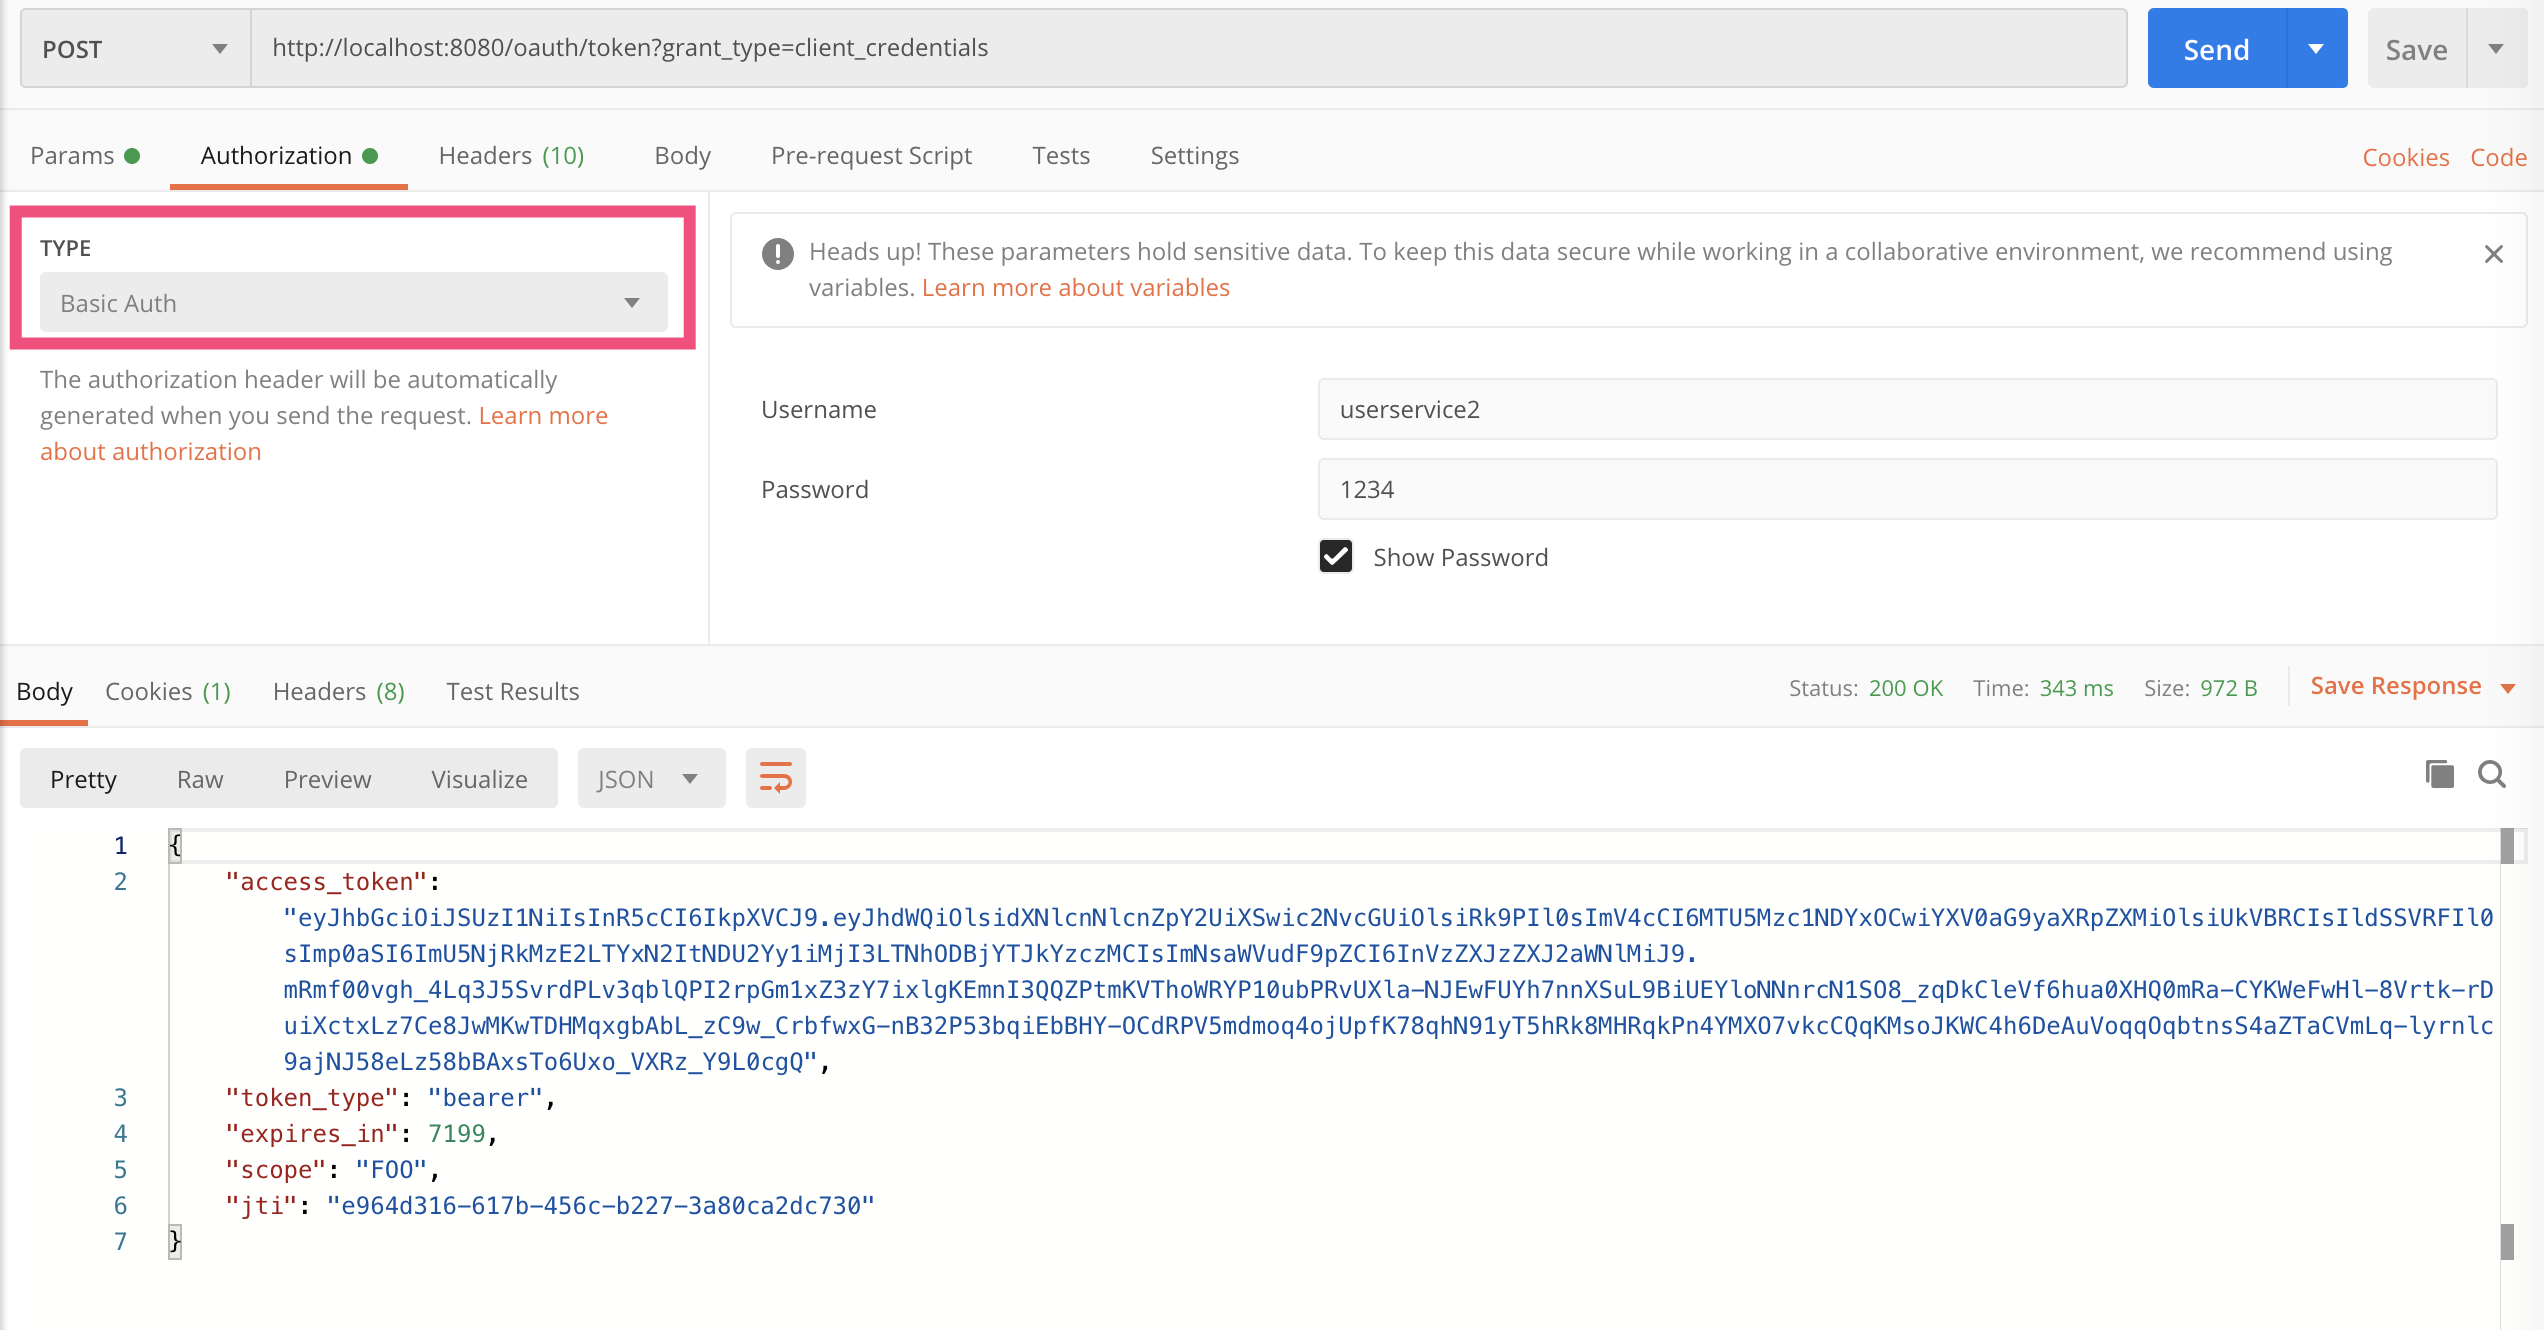 POST
http://localhost:8080/oauth/token?grant_type=client_credentials
Send
Save
Params
Authorization
Headers (10)
Body
Pre-request Script
Tests
Settings
Cookies
Code
TYPE
Basic Auth
The authorization header will be automatically
generated when you send the request. Learn more
about authorization
Heads up! These parameters hold sensitive data. To keep this data secure while working in a collaborative environment, we recommend using
variables. Learn more about variables
Username
userservice2
Password
1234
Show Password
Body
Cookies (1)
Headers (8)
Test Results
Status: 200 OK
Time: 343 ms
Size: 972 B
Save Response
Pretty
Raw
Preview
Visualize
JSON
1 {
2 "access_token":
"eyJhbGciOiJSUzI1NiIsInR5cCI6IkpXVCJ9.eyJhdWQiOlsidXNlcnNlcnZpY2UiXSwic2NvcGUiOlsiRk9PIl0sImV4cCI6MTU5Mzc1NDYxOCwiYXV0aG9yaXRpZXMiOlsiUkVBRCIsIldSSVRFIl0
sImp0aSI6ImU5NjRkMzE2LTYxN2ItNDU2Yy1iMjI3LTNhODBjYTJkYzczMCIsImNsaWVudF9pZCI6InVzZXJzZXJ2aWNlMiJ9.
mRmf00vgh_4Lq3J5SvrdPLv3qblQPI2rpGm1xZ3zY7ixlgKEmnI3QQZPtmKVThoWRYP10ubPRvUXla-NJEwFUYh7nnXSuL9BiUEYloNNnrcN1SO8_zqDkCleVf6hua0XHQ0mRa-CYKWeFwHl-8Vrtk-rD
uiXctxLz7Ce8JwMKwTDHMqxgbAbL_zC9w_CrbfwxG-nB32P53bqiEbBHY-OCdRPV5mdmoq4ojUpfK78qhN91yT5hRk8MHRqkPn4YMXO7vkcCQqKMsoJKWC4h6DeAuVoqqOqbtnsS4aZTaCVmLq-lyrnlc
9ajNJ58eLz58bBAxsTo6Uxo_VXRz_Y9L0cgQ",
3 "token_type": "bearer",
4 "expires_in": 7199,
5 "scope": "FOO",
6 "jti": "e964d316-617b-456c-b227-3a80ca2dc730"
7 }